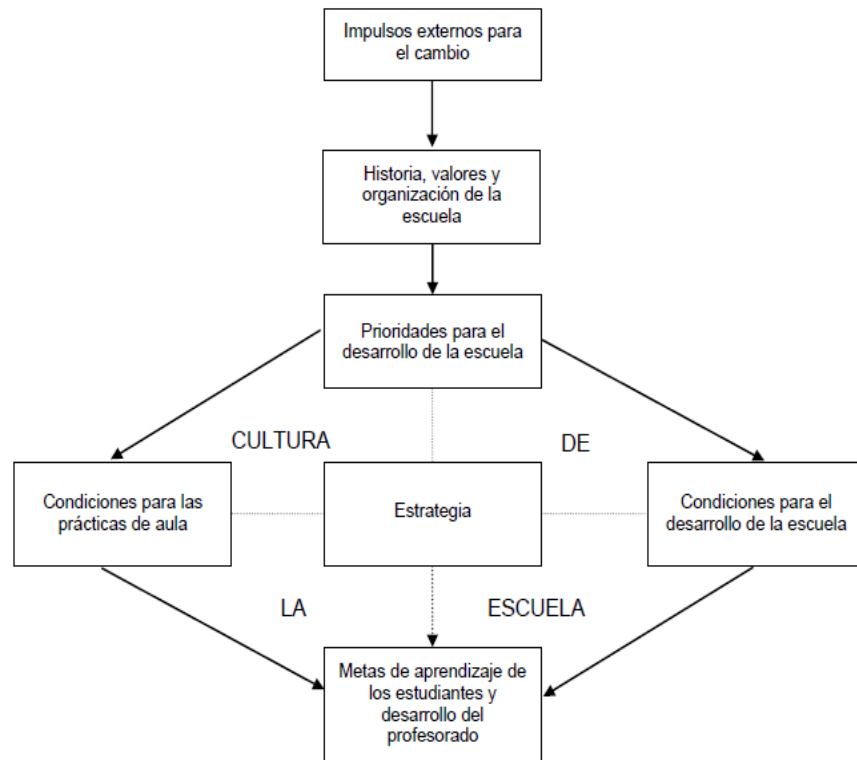 Impulsos externos para
el cambio
Historia, valores y
organización de la
escuela
Prioridades para el
desarrollo de la escuela
CULTURA
DE
Condiciones para las
prácticas de aula
Estrategia
Condiciones para el
desarrollo de la escuela
LA
ESCUELA
Metas de aprendizaje de
los estudiantes y
desarrollo del
profesorado